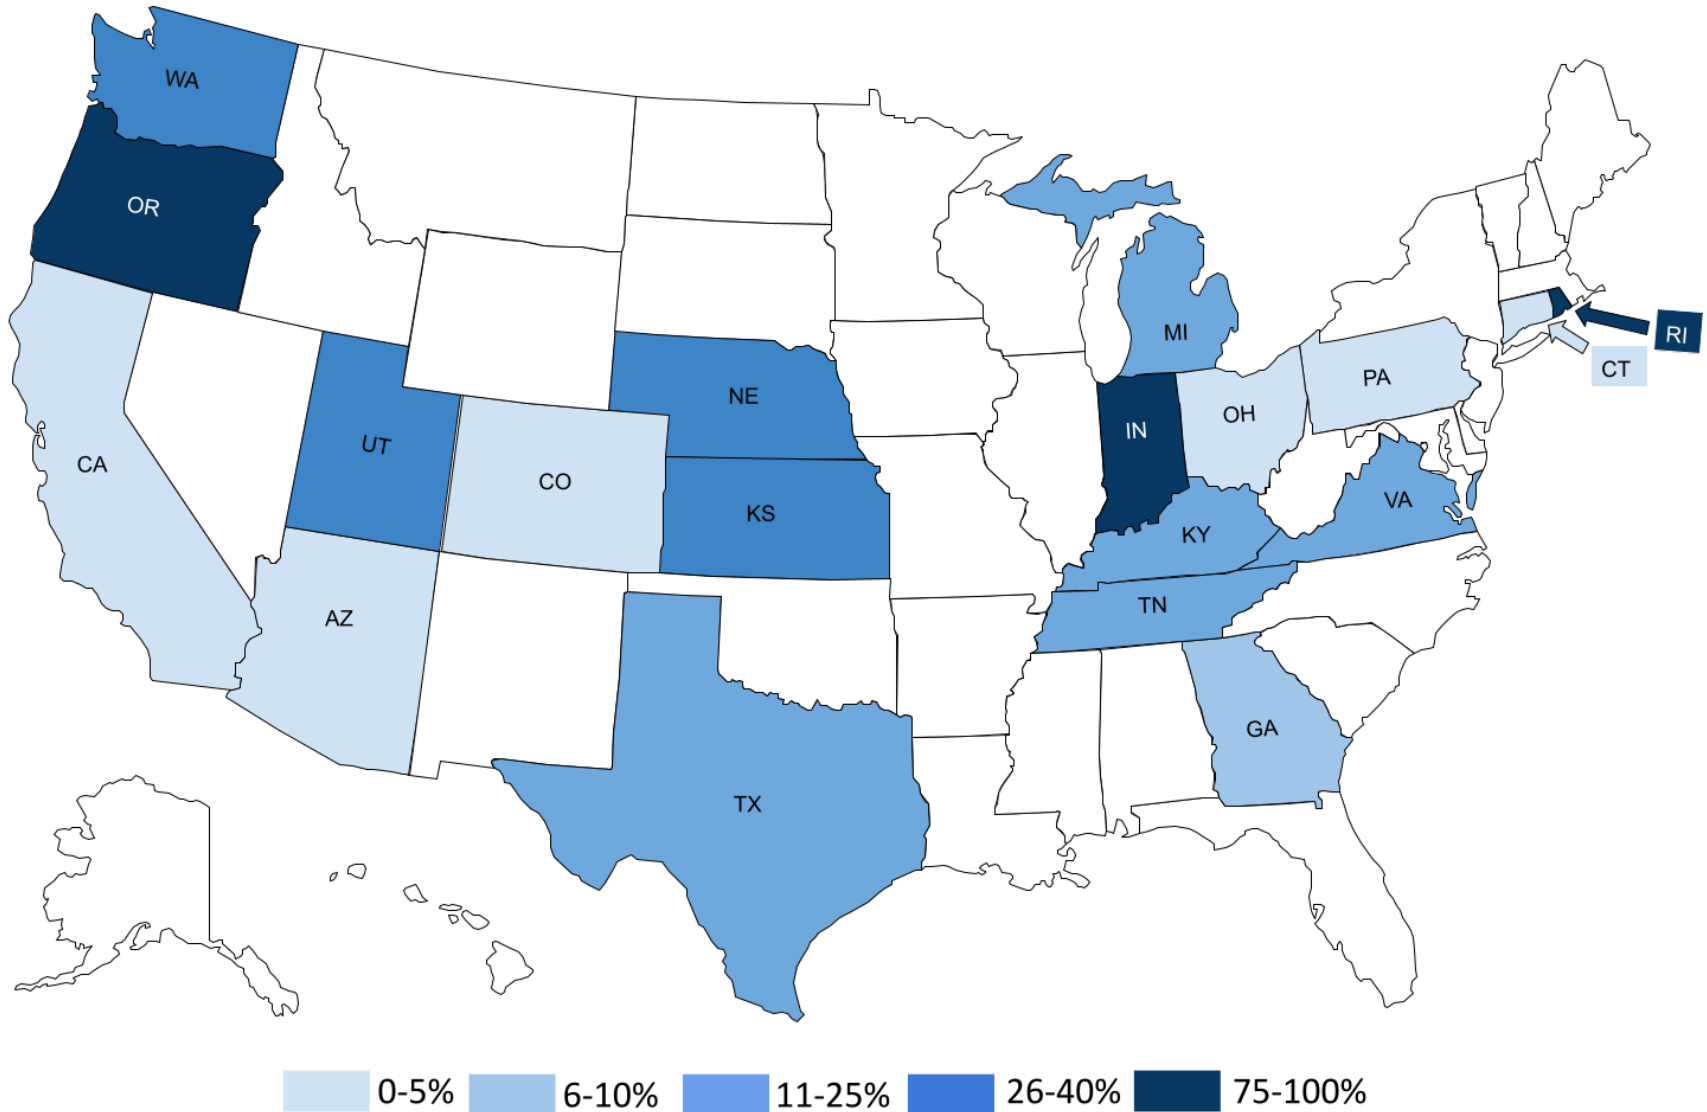 WA
OR
RI
MI
CT
PA
NE
OH
IN
UT
CA
CO
VA
KS
KY
TN
AZ
GA
TX
0-5%
6-10%
11-25%
26-40%
75-100%